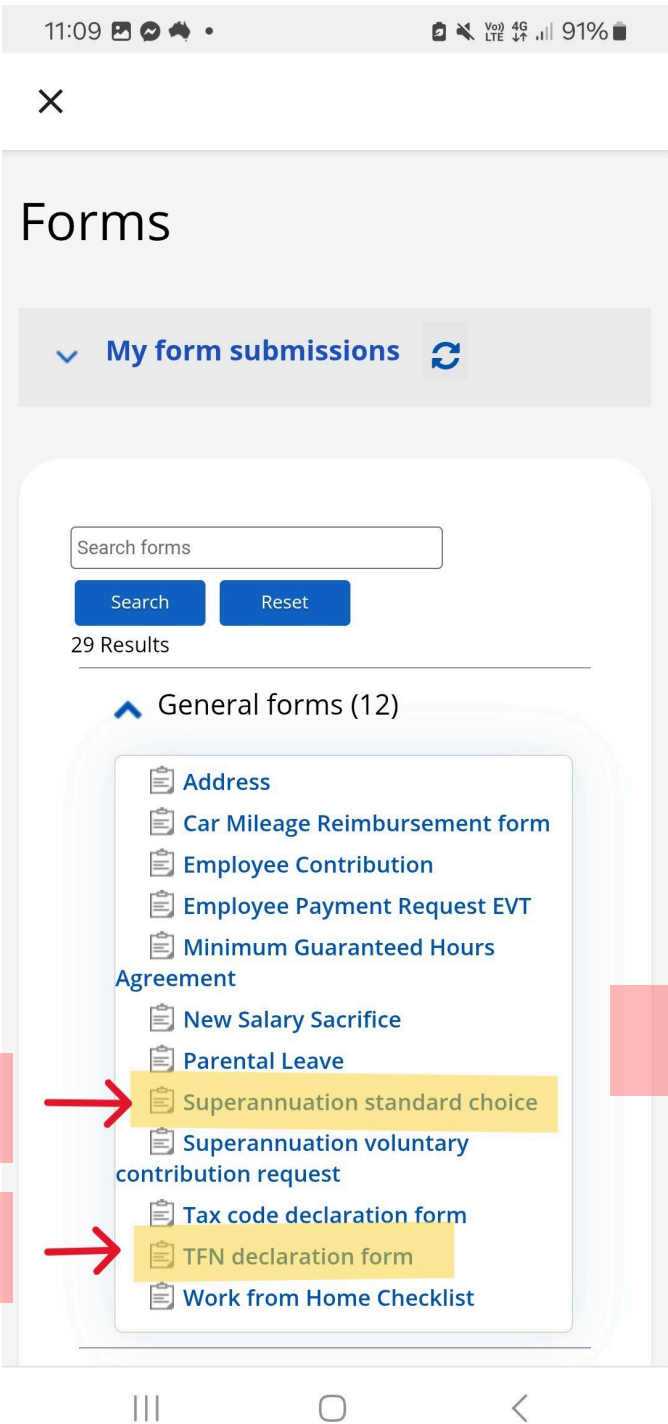 11:09
Vo)) LTE 4G 91%
Forms
My form submissions
Search forms
Search Reset
29 Results
General forms (12)
Address
Car Mileage Reimbursement form
Employee Contribution
Employee Payment Request EVT
Minimum Guaranteed Hours
Agreement
New Salary Sacrifice
Parental Leave
Superannuation standard choice
Superannuation voluntary
contribution request
Tax code declaration form
TFN declaration form
Work from Home Checklist